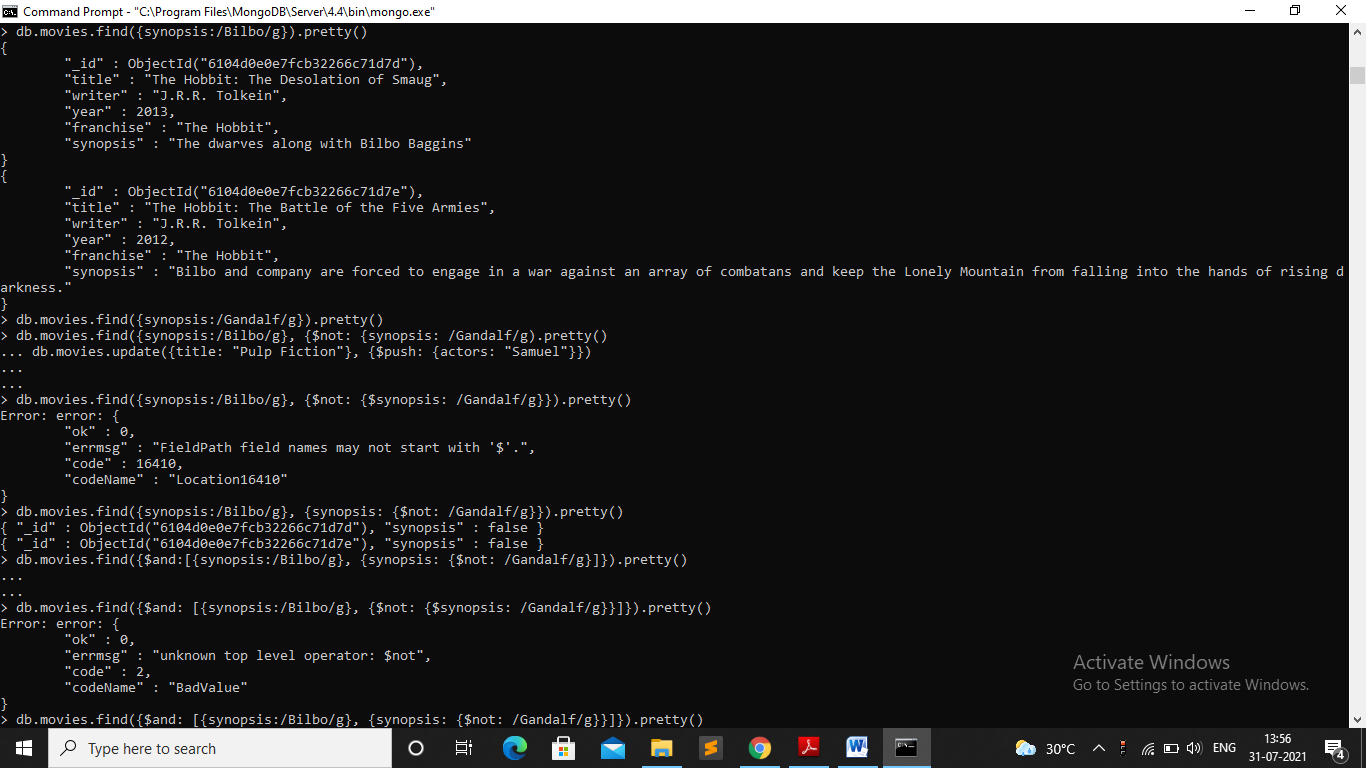 Command Prompt - "C:\Program Files\MongoDB\Server\4.4\bin\mongo.exe"
> db.movies.find({synopsis:/Bilbo/g}).pretty()
{
        "_id" : ObjectId("6104d0e0e7fcb32266c71d7d"),
        "title" : "The Hobbit: The Desolation of Smaug",
        "writer" : "J.R.R. Tolkein",
        "year" : 2013,
        "franchise" : "The Hobbit",
        "synopsis" : "The dwarves along with Bilbo Baggins"
}
{
        "_id" : ObjectId("6104d0e0e7fcb32266c71d7e"),
        "title" : "The Hobbit: The Battle of the Five Armies",
        "writer" : "J.R.R. Tolkein",
        "year" : 2012,
        "franchise" : "The Hobbit",
        "synopsis" : "Bilbo and company are forced to engage in a war against an array of combatans and keep the Lonely Mountain from falling into the hands of rising d
arkness."
}
> db.movies.find({synopsis:/Gandalf/g}).pretty()
> db.movies.find({synopsis:/Bilbo/g}, {$not: {synopsis: /Gandalf/g).pretty()
... db.movies.update({title: "Pulp Fiction"}, {$push: {actors: "Samuel"}})
...
...
> db.movies.find({synopsis:/Bilbo/g}, {$not: {$synopsis: /Gandalf/g}}).pretty()
Error: error: {
        "ok" : 0,
        "errmsg" : "FieldPath field names may not start with '$'.",
        "code" : 16410,
        "codeName" : "Location16410"
}
> db.movies.find({synopsis:/Bilbo/g}, {synopsis: {$not: /Gandalf/g}}).pretty()
{ "_id" : ObjectId("6104d0e0e7fcb32266c71d7d"), "synopsis" : false }
{ "_id" : ObjectId("6104d0e0e7fcb32266c71d7e"), "synopsis" : false }
> db.movies.find({$and:[{synopsis:/Bilbo/g}, {synopsis: {$not: /Gandalf/g}]}).pretty()
...
...
> db.movies.find({$and: [{synopsis:/Bilbo/g}, {$not: {$synopsis: /Gandalf/g}}]}).pretty()
Error: error: {
        "ok" : 0,
        "errmsg" : "unknown top level operator: $not",
        "code" : 2,
        "codeName" : "BadValue"
}
> db.movies.find({$and: [{synopsis:/Bilbo/g}, {synopsis: {$not: /Gandalf/g}}]}).pretty()
Activate Windows
Go to Settings to activate Windows.
Type here to search
30°C
ENG
13:56
31-07-2021
4